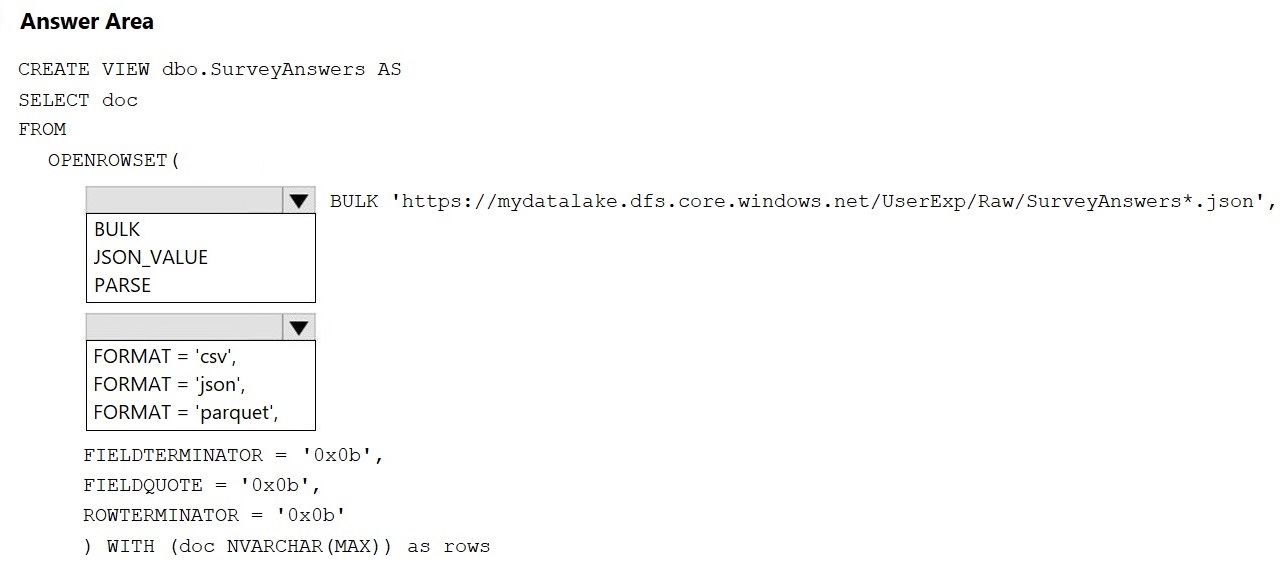 Answer Area
CREATE VIEW dbo.SurveyAnswers AS
SELECT doc
FROM
OPENROWSET(
BULK 'https://mydatalake.dfs.core.windows.net/UserExp/Raw/SurveyAnswers*.json',
BULK
JSON_VALUE
PARSE
FORMAT = 'csv',
FORMAT = 'json',
FORMAT = 'parquet',
FIELDTERMINATOR = '0x0b',
FIELDQUOTE = '0x0b',
ROWTERMINATOR = '0x0b'
) WITH (doc NVARCHAR(MAX)) as rows